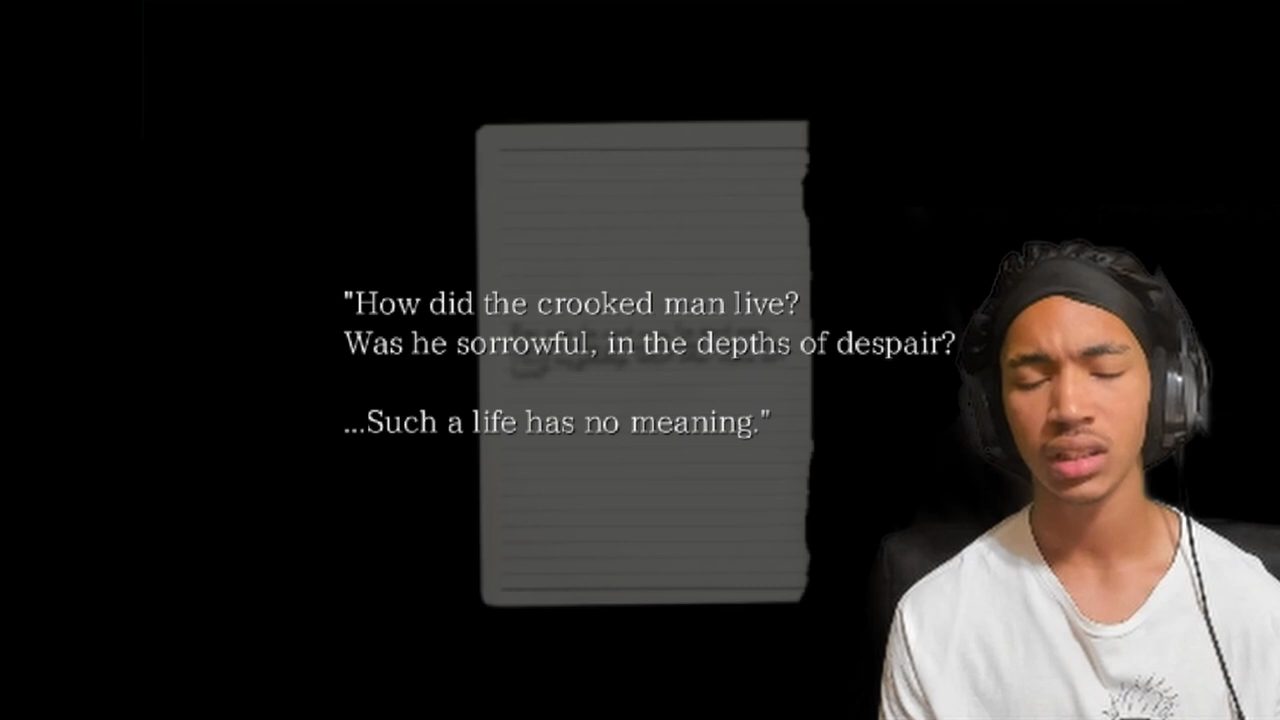 "How did the crooked man live?
Was he sorrowful, in the depths of despair?
...Such a life has no meaning."